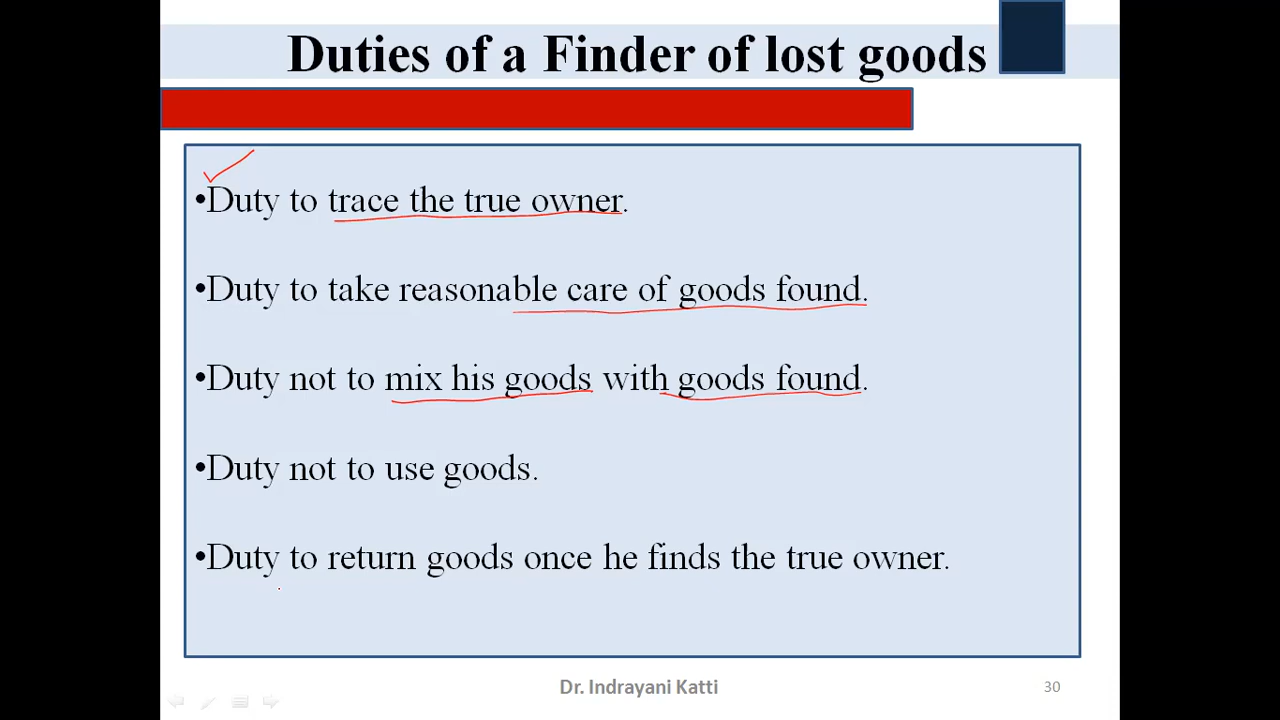 Duties of a Finder of lost goods
•Duty to trace the true owner.
•Duty to take reasonable care of goods found.
•Duty not to mix his goods with goods found.
•Duty not to use goods.
•Duty to return goods once he finds the true owner.
Dr. Indrayani Katti
30